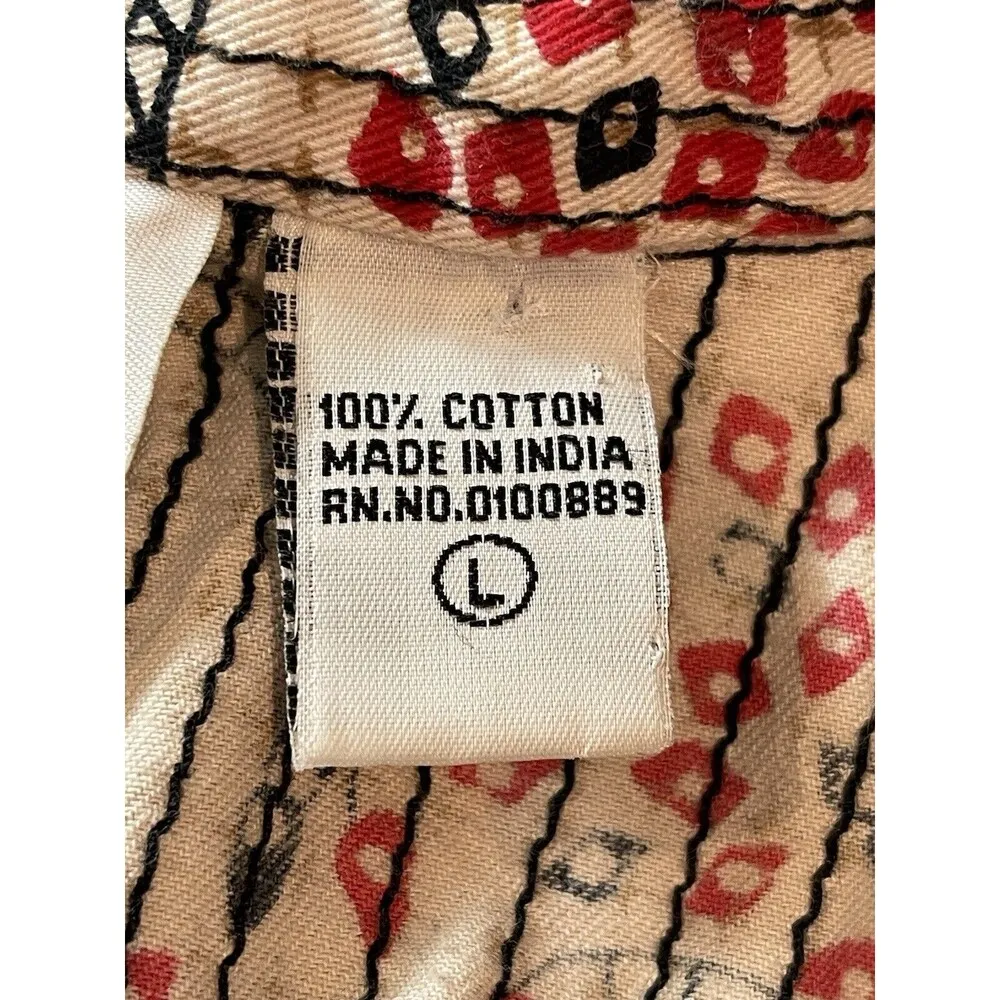 100% COTTON
MADE IN INDIA
RN.NO.0100889
L